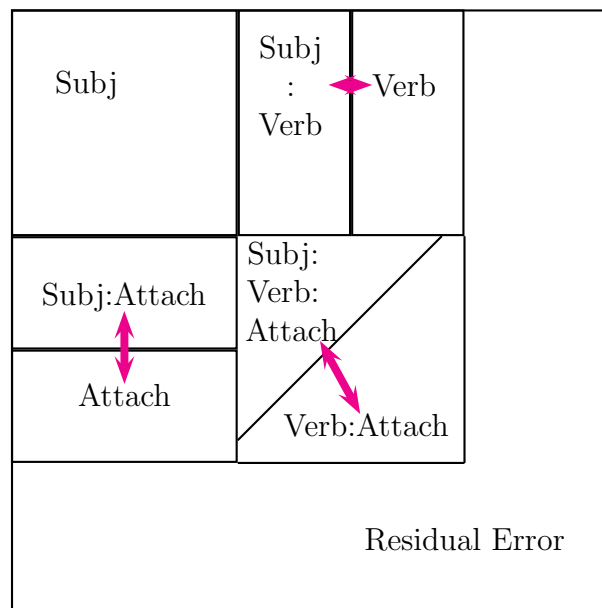 Subj
Subj
:
Verb
Verb
Subj:Attach
Attach
Subj:
Verb:
Attach
Verb:Attach
Residual Error